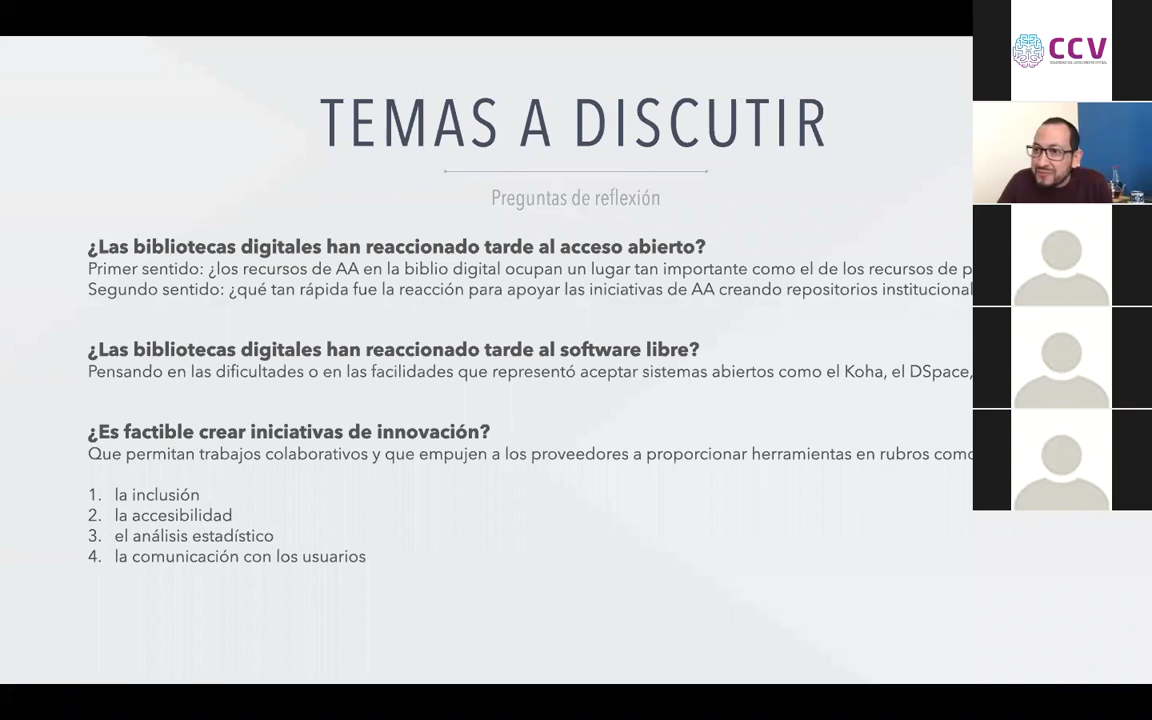 TEMAS A DISCUTIR
Preguntas de reflexión
¿Las bibliotecas digitales han reaccionado tarde al acceso abierto?
Primer sentido: ¿los recursos de AA en la biblio digital ocupan un lugar tan importante como el de los recursos de p
Segundo sentido: ¿qué tan rápida fue la reacción para apoyar las iniciativas de AA creando repositorios institucional
¿Las bibliotecas digitales han reaccionado tarde al software libre?
Pensando en las dificultades o en las facilidades que representó aceptar sistemas abiertos como el Koha, el DSpace,
¿Es factible crear iniciativas de innovación?
Que permitan trabajos colaborativos y que empujen a los proveedores a proporcionar herramientas en rubros como
1. la inclusión
2. la accesibilidad
3. el análisis estadístico
4. la comunicación con los usuarios
CCV